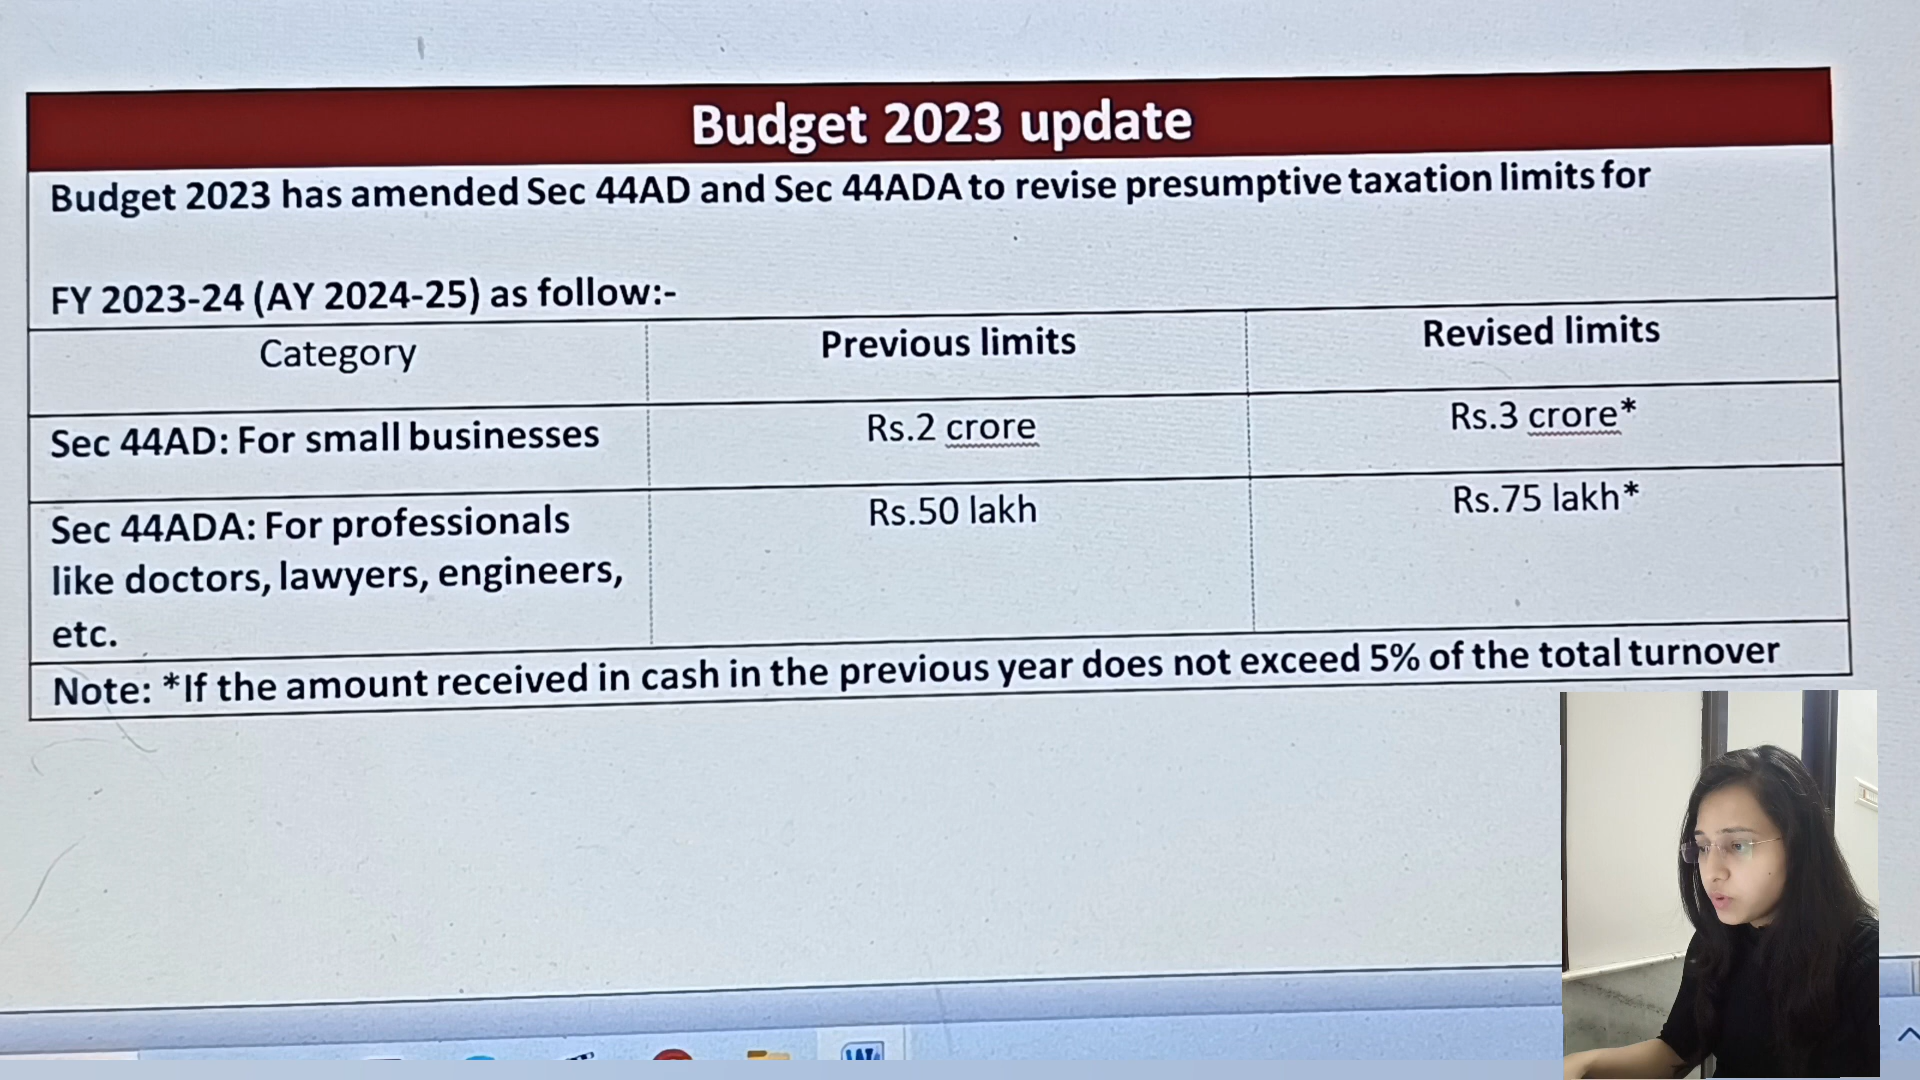 Budget 2023 update
Budget 2023 has amended Sec 44AD and Sec 44ADA to revise presumptive taxation limits for
FY 2023-24 (AY 2024-25) as follow:-
Category Previous limits Revised limits
Sec 44AD: For small businesses Rs.2 crore Rs.3 crore*
Sec 44ADA: For professionals Rs.50 lakh Rs.75 lakh*
like doctors, lawyers, engineers,
etc.
Note: *If the amount received in cash in the previous year does not exceed 5% of the total turnover